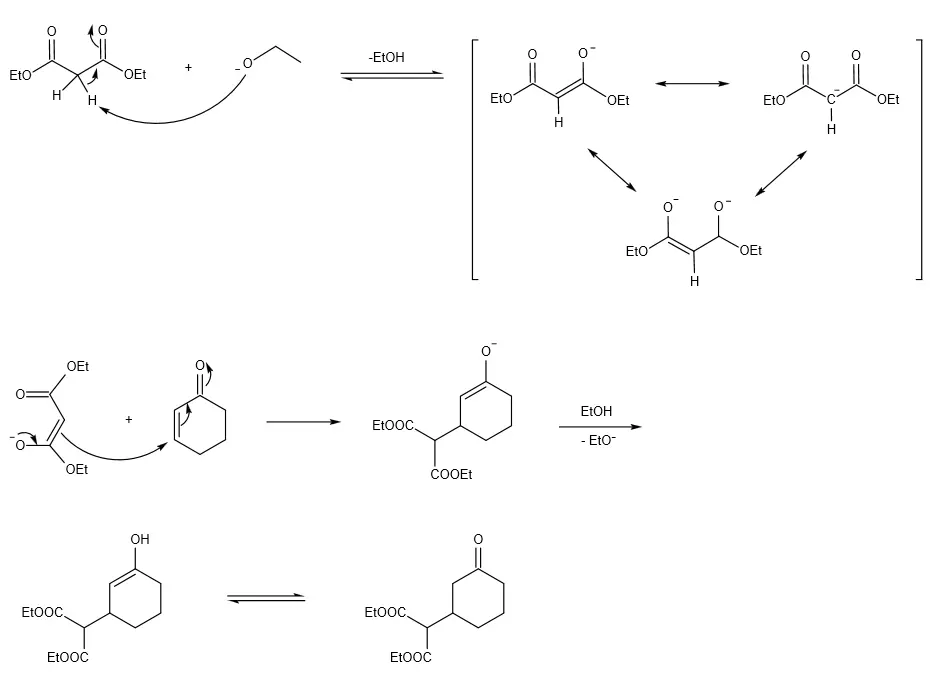 O O
EtO OEt + O⁻ -EtOH
H H
O O⁻
EtO OEt
H
O O
EtO C⁻ OEt
H
O⁻ O⁻
EtO OEt
H
OEt
O
⁻O
OEt
+
O
O⁻
EtOOC
COOEt
EtOH
- EtO⁻
OH
EtOOC
EtOOC
O
EtOOC
EtOOC